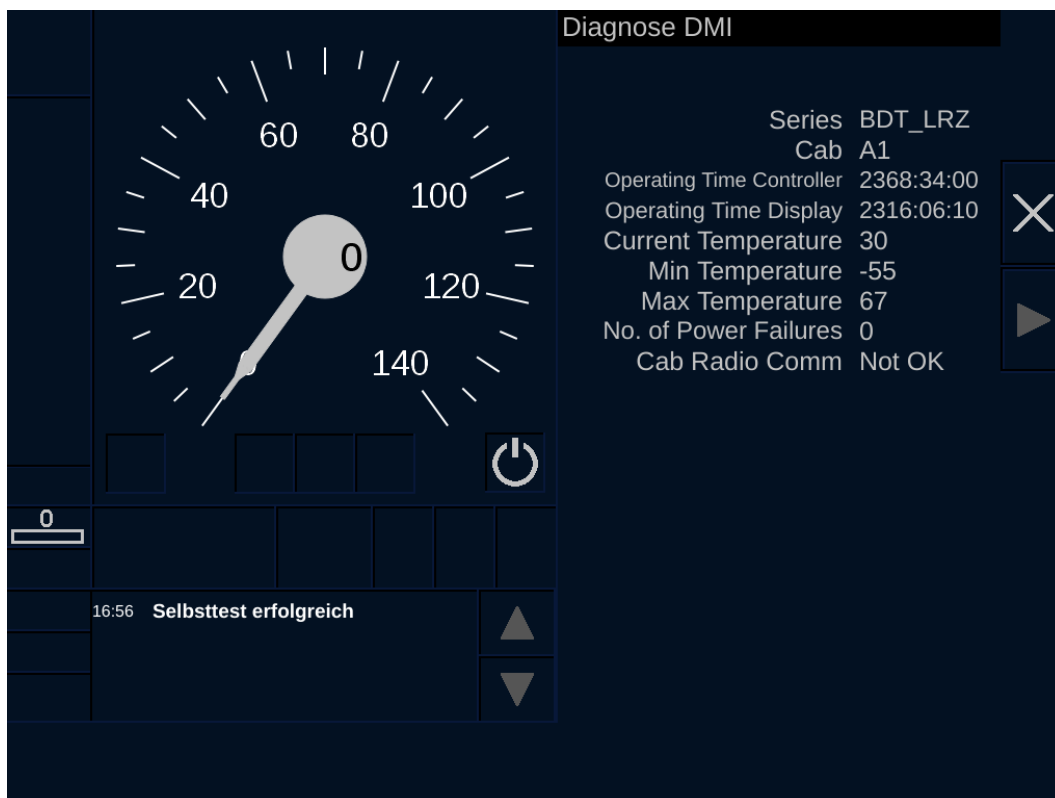 Diagnose DMI
60 80
40 100
20 120
0
0 140
Series BDT_LRZ
Cab A1
Operating Time Controller 2368:34:00
Operating Time Display 2316:06:10
Current Temperature 30
Min Temperature -55
Max Temperature 67
No. of Power Failures 0
Cab Radio Comm Not OK
0
16:56 Selbsttest erfolgreich